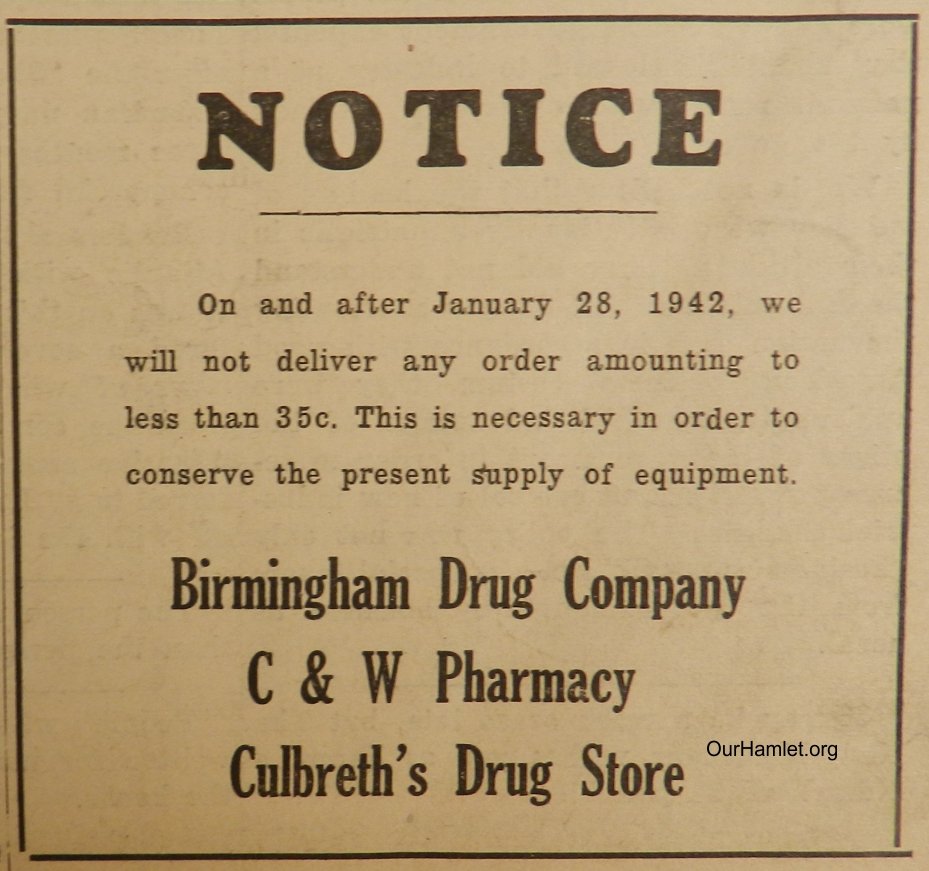 NOTICE
On and after January 28, 1942, we
will not deliver any order amounting to
less than 35c. This is necessary in order to
conserve the present supply of equipment.
Birmingham Drug Company
C & W Pharmacy
Culbreth's Drug Store
OurHamlet.org